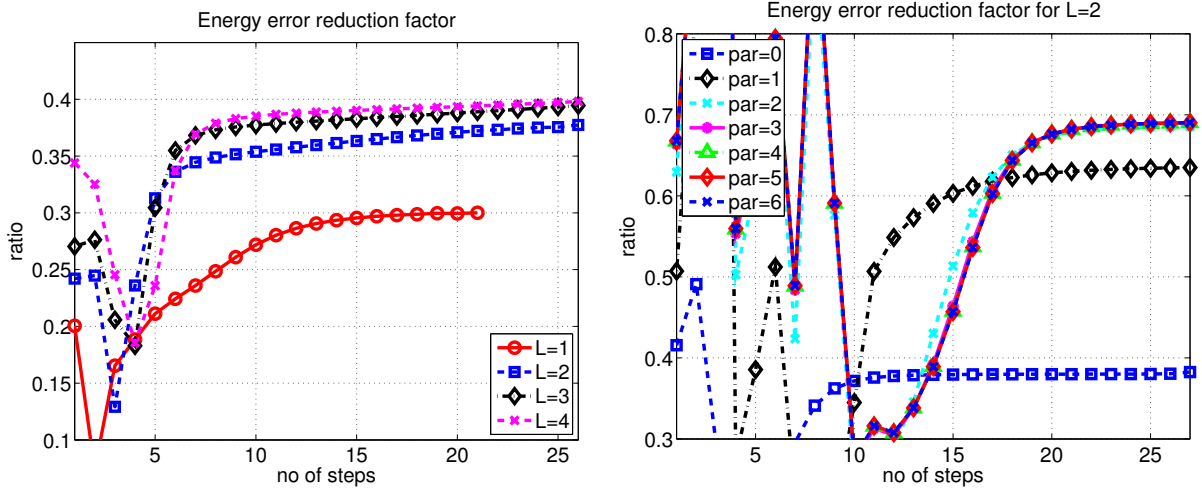 Energy error reduction factor
0.4
0.35
0.3
0.25
0.2
0.15
0.1
ratio
5
10
15
20
25
no of steps
L=1
L=2
L=3
L=4
Energy error reduction factor for L=2
0.8
0.7
0.6
0.5
0.4
0.3
ratio
par=0
par=1
par=2
par=3
par=4
par=5
par=6
5
10
15
20
25
no of steps